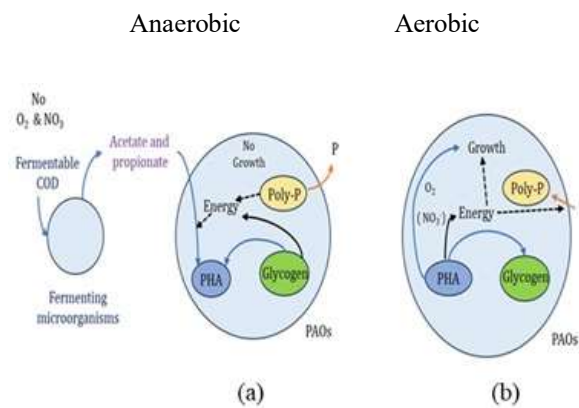 Anaerobic
Aerobic
No
O₂ & NO₃
Fermentable
COD
Acetate and
propionate
Fermenting
microorganisms
No
Growth
P
Poly-P
Energy
PHA
Glycogen
PAOs
(a)
Growth
O₂
Poly-P
(NO₃)
Energy
PHA
Glycogen
PAOs
(b)